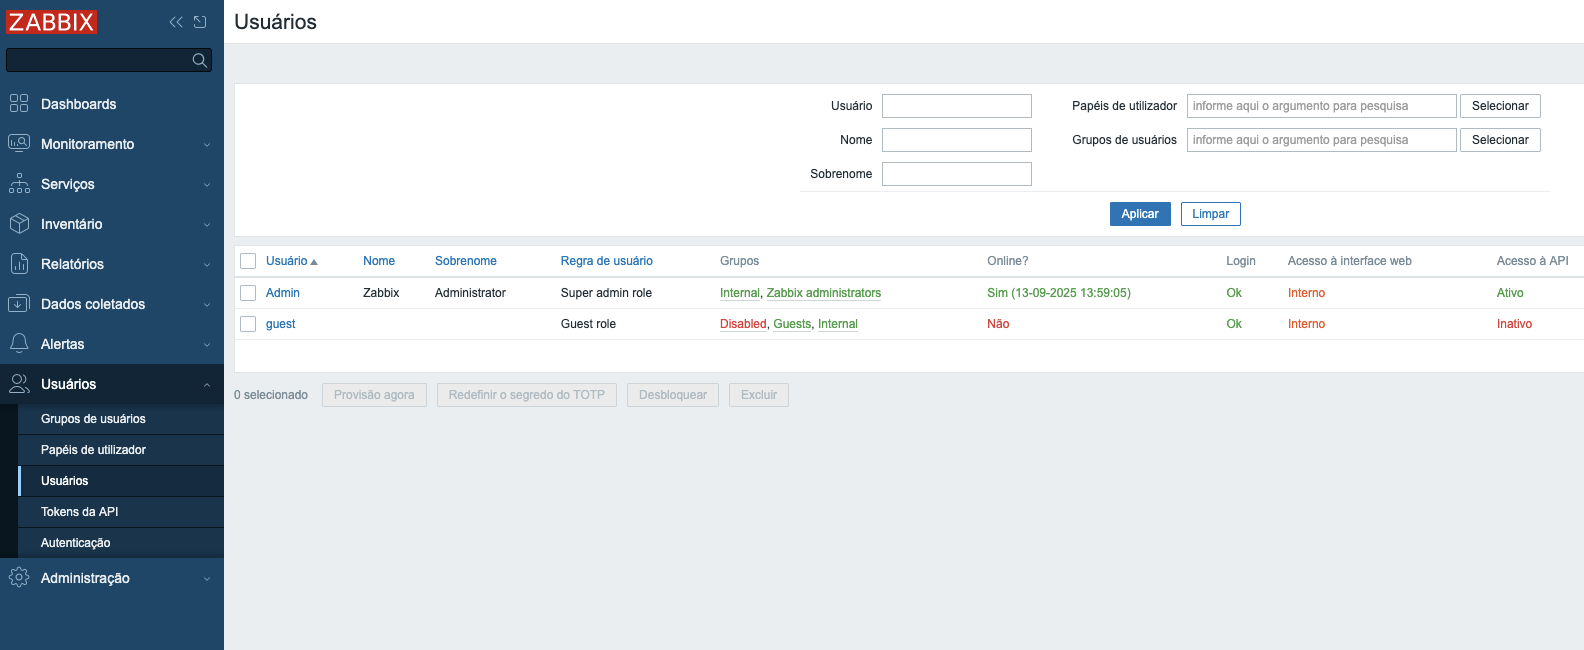 ZABBIX
Dashboards
Monitoramento
Serviços
Inventário
Relatórios
Dados coletados
Alertas
Usuários
Grupos de usuários
Papéis de utilizador
Usuários
Tokens da API
Autenticação
Administração
Usuários
Usuário
Papéis de utilizador informe aqui o argumento para pesquisa Selecionar
Nome
Grupos de usuários informe aqui o argumento para pesquisa Selecionar
Sobrenome
Aplicar Limpar
Usuário Nome Sobrenome Regra de usuário Grupos Online? Login Acesso à interface web Acesso à API
Admin Zabbix Administrator Super admin role Internal, Zabbix administrators Sim (13-09-2025 13:59:05) Ok Interno Ativo
guest Guest role Disabled, Guests, Internal Não Ok Interno Inativo
0 selecionado Provisão agora Redefinir o segredo do TOTP Desbloquear Excluir